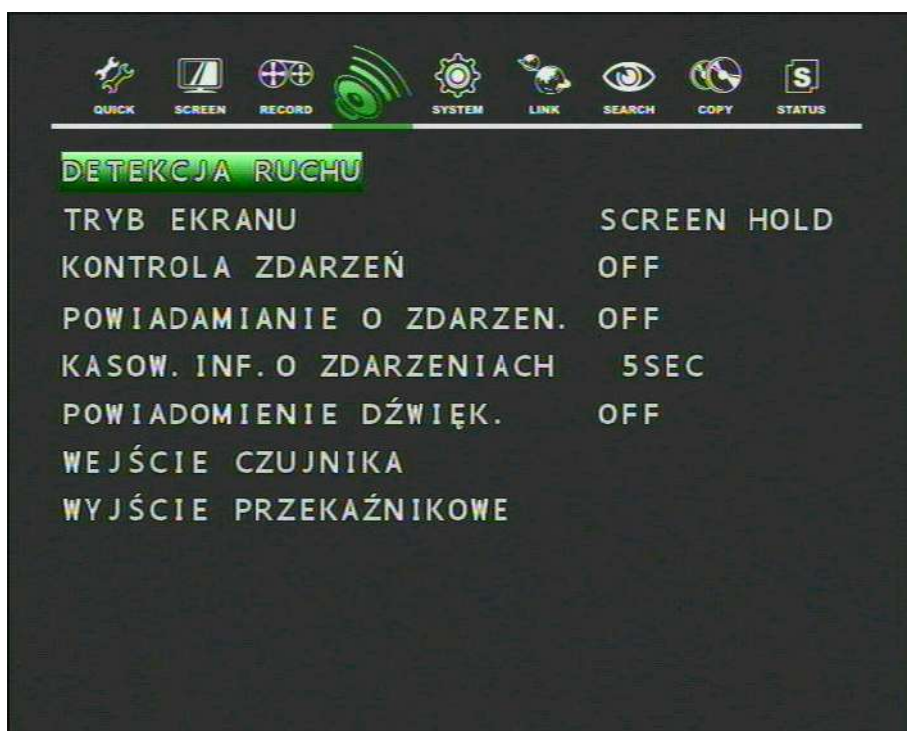 QUICK SCREEN RECORD SYSTEM LINK SEARCH COPY S STATUS
DETEKCJA RUCHU
TRYB EKRANU SCREEN HOLD
KONTROLA ZDARZEŃ OFF
POWIADAMIANIE O ZDARZEN. OFF
KASOW. INF. O ZDARZENIACH 5SEC
POWIADOMIENIE DŹWIĘK. OFF
WEJŚCIE CZUJNIKA
WYJŚCIE PRZEKAŹNIKOWE